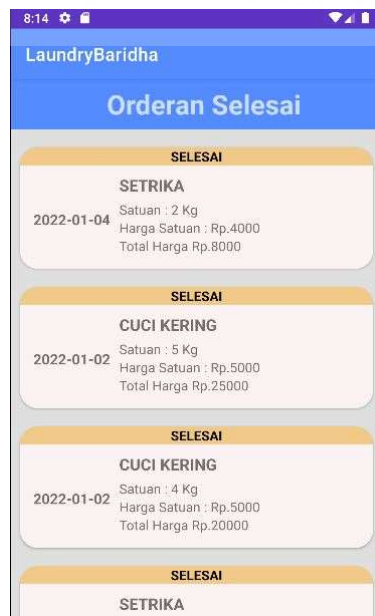 8:14
LaundryBaridha
Orderan Selesai
SELESAI
SETRIKA
2022-01-04
Satuan : 2 Kg
Harga Satuan : Rp.4000
Total Harga Rp.8000
SELESAI
CUCI KERING
2022-01-02
Satuan : 5 Kg
Harga Satuan : Rp.5000
Total Harga Rp.25000
SELESAI
CUCI KERING
2022-01-02
Satuan : 4 Kg
Harga Satuan : Rp.5000
Total Harga Rp.20000
SELESAI
SETRIKA